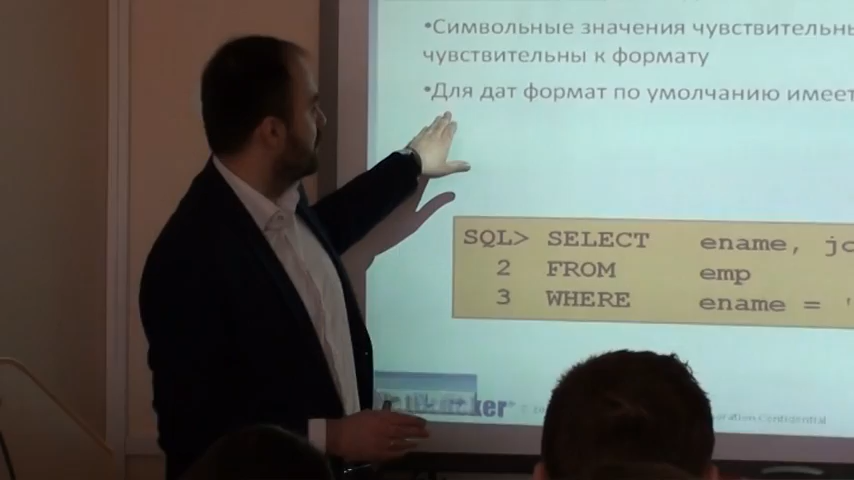 •Символьные значения чувствительны
чувствительны к формату
•Для дат формат по умолчанию имеет
SQL> SELECT ename, jo
2 FROM emp
3 WHERE ename = '
Confidential